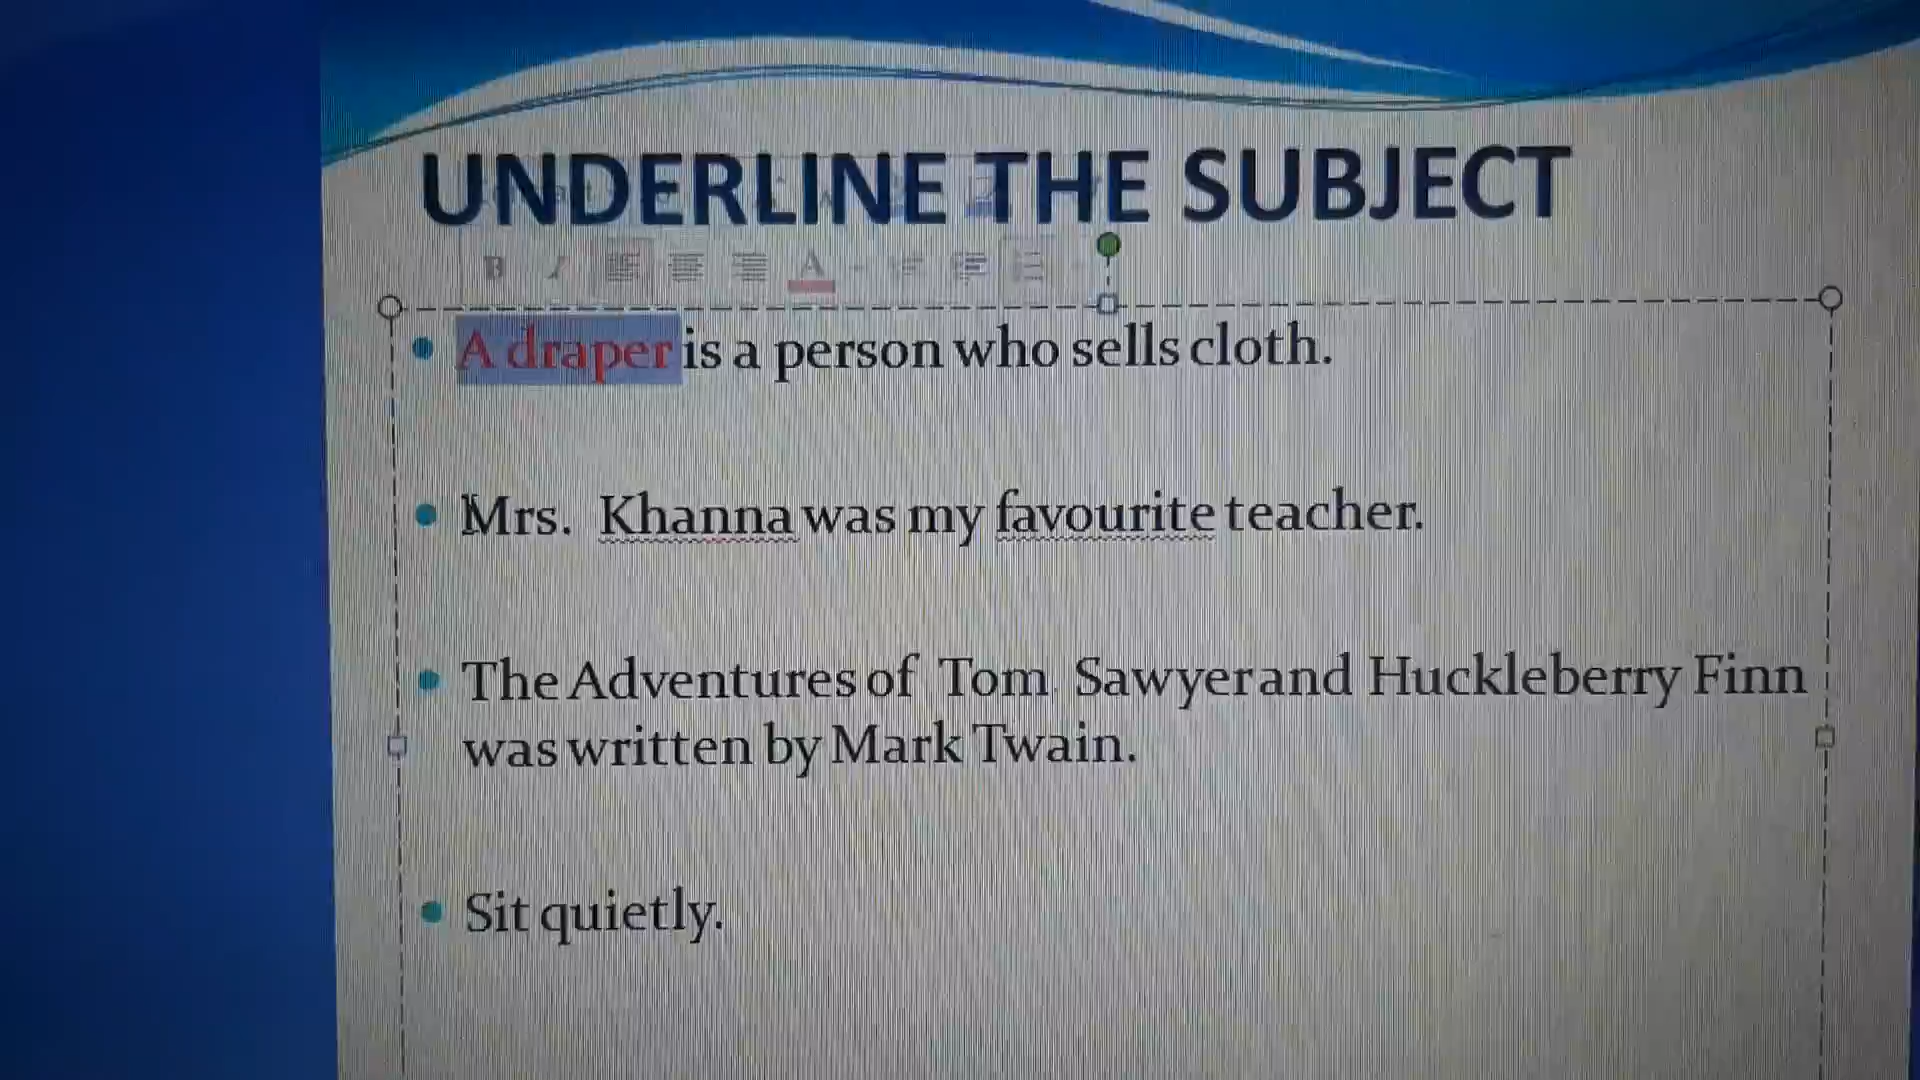 UNDERLINE THE SUBJECT
A draper is a person who sells cloth.
Mrs. Khanna was my favourite teacher.
The Adventures of Tom Sawyer and Huckleberry Finn
was written by Mark Twain.
Sit quietly.